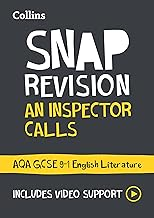 Collins
SNAP
REVISION
AN INSPECTOR
CALLS
AQA GCSE 9-1 English Literature
INCLUDES VIDEO SUPPORT